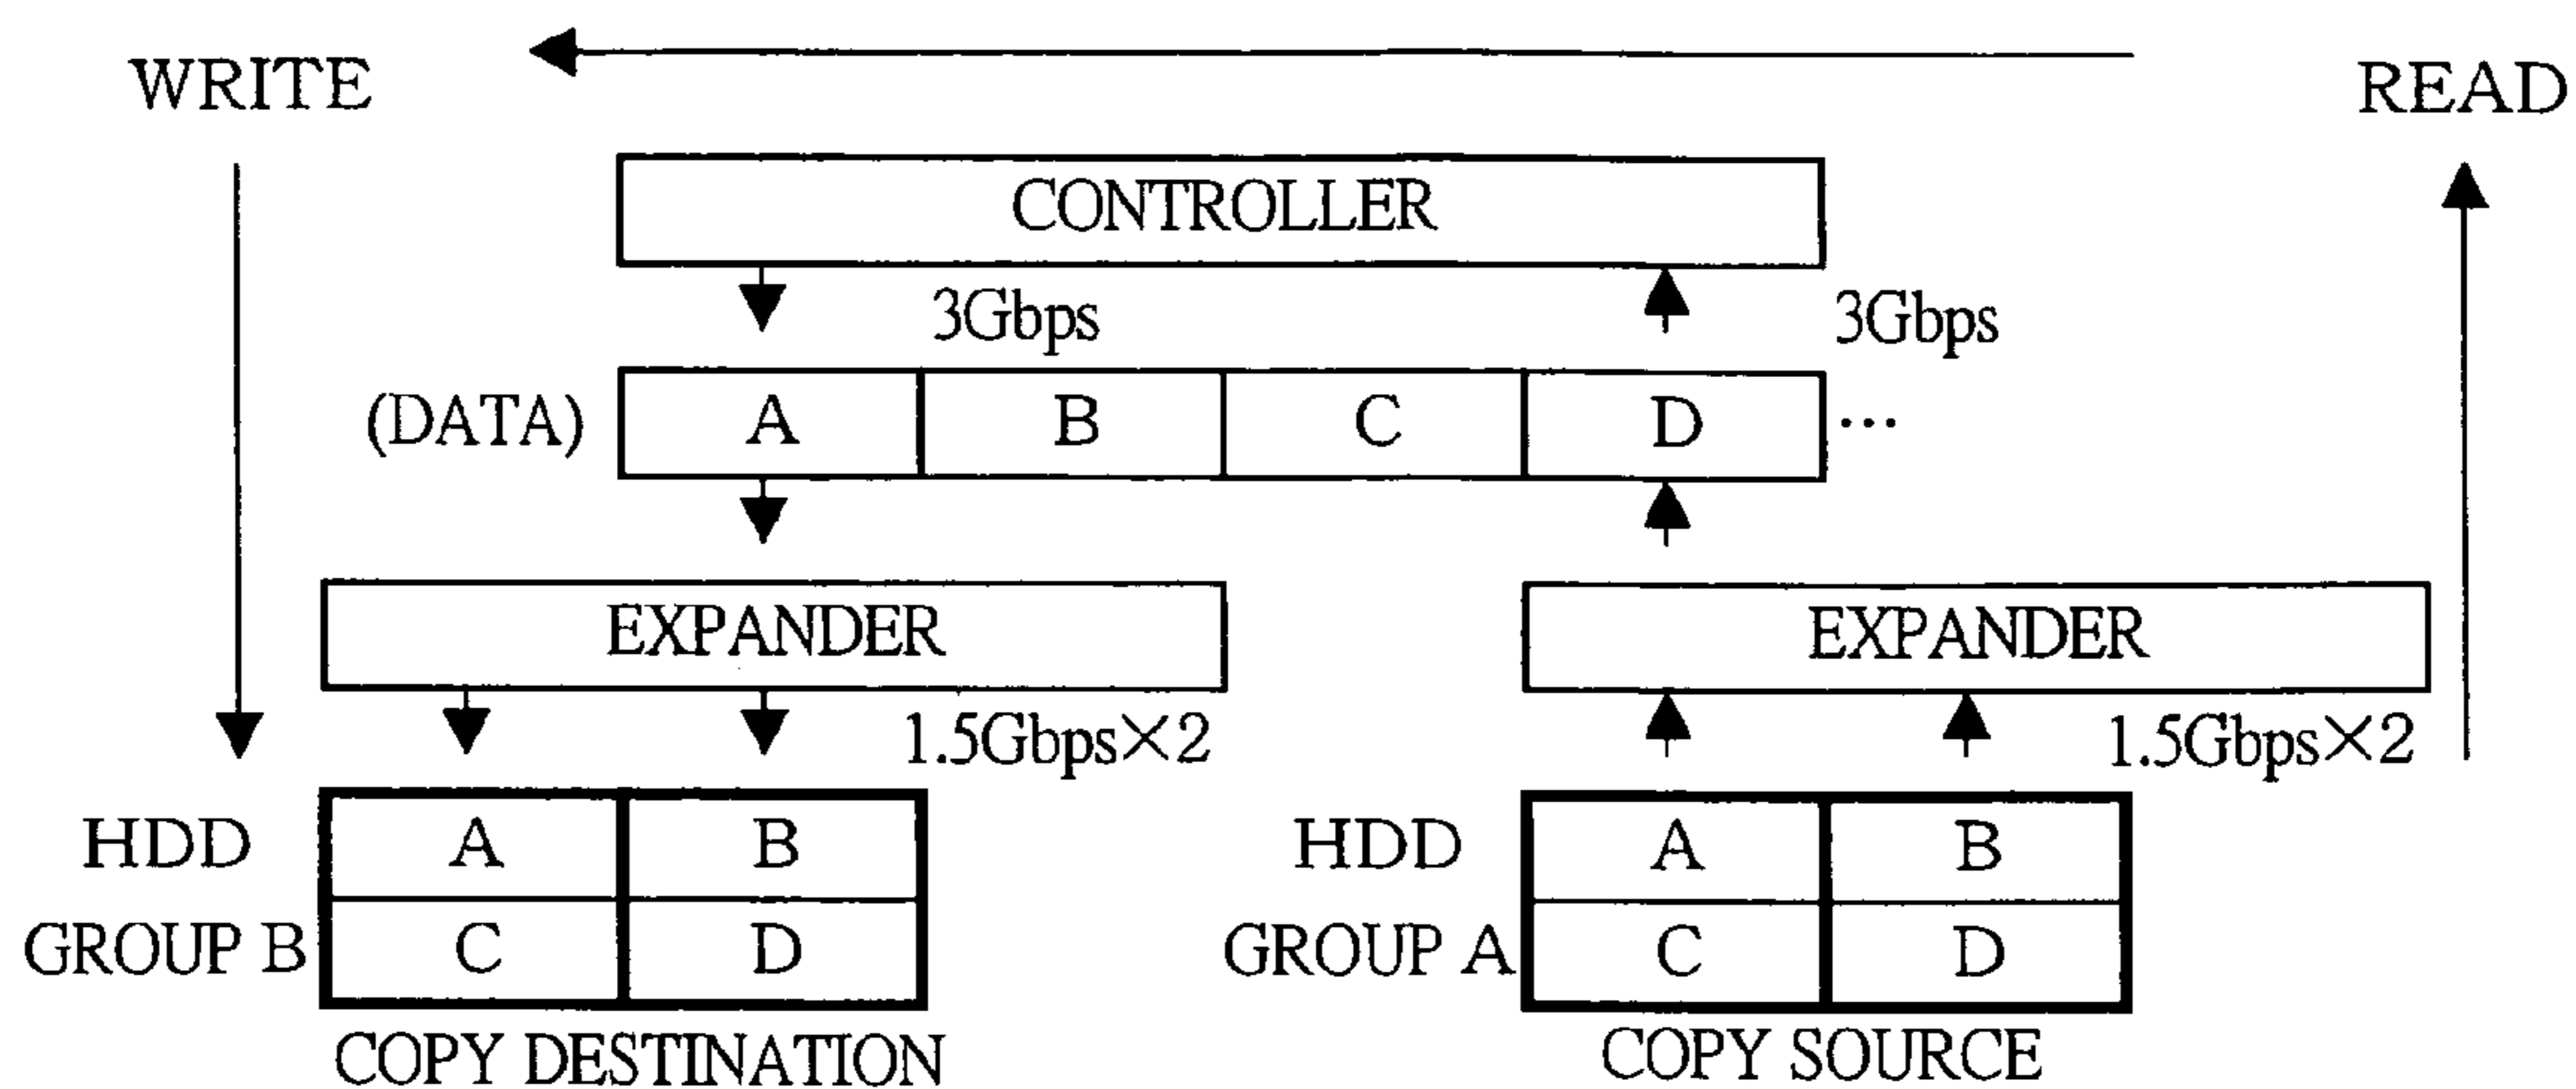 WRITE READ
CONTROLLER
3Gbps 3Gbps
(DATA) A B C D ...
EXPANDER EXPANDER
1.5Gbps×2 1.5Gbps×2
HDD A B HDD A B
GROUP B C D GROUP A C D
COPY DESTINATION COPY SOURCE